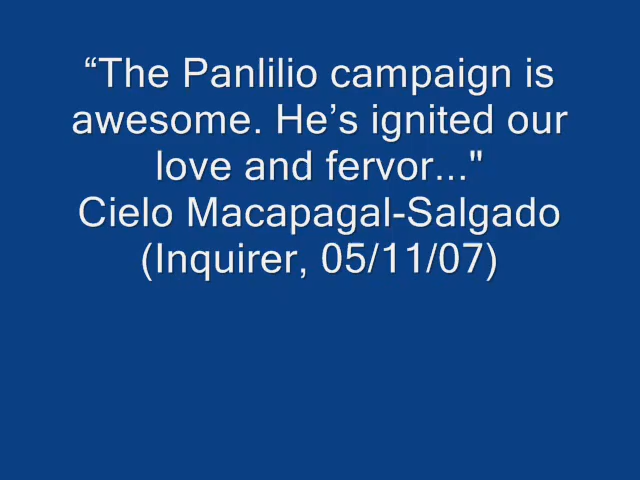 “The Panlilio campaign is
awesome. He’s ignited our
love and fervor..."
Cielo Macapagal-Salgado
(Inquirer, 05/11/07)